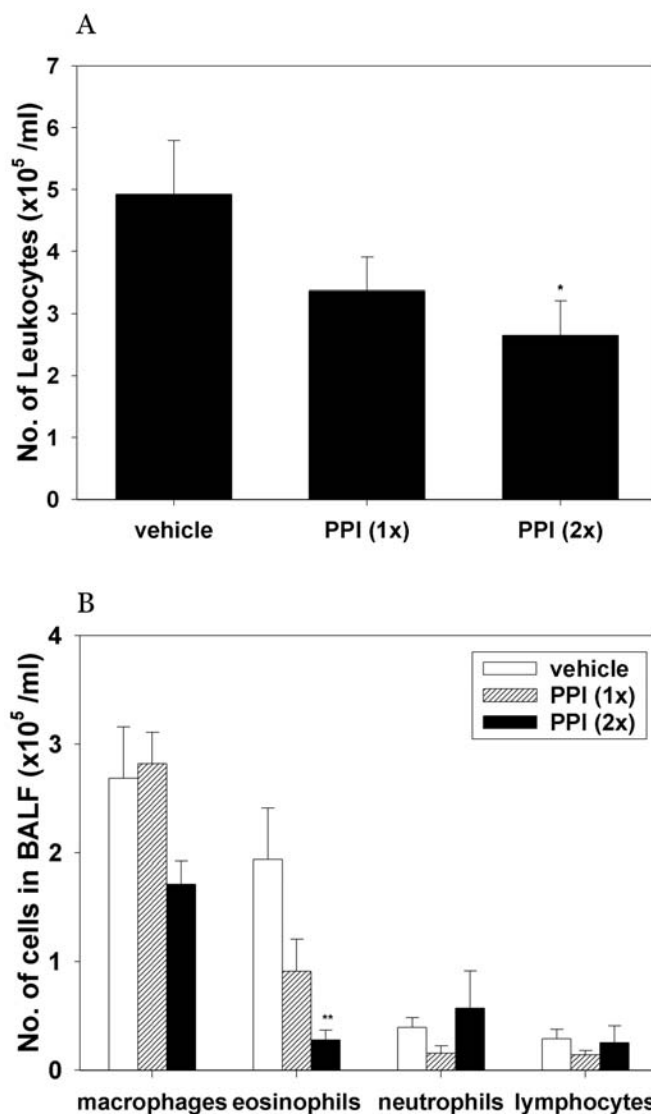 A
No. of Leukocytes (x10⁵ /ml)
7
6
5
4
3
2
1
0
*
vehicle PPI (1x) PPI (2x)
B
No. of cells in BALF (x10⁵ /ml)
4
3
2
1
0
vehicle
PPI (1x)
PPI (2x)
**
macrophages eosinophils neutrophils lymphocytes